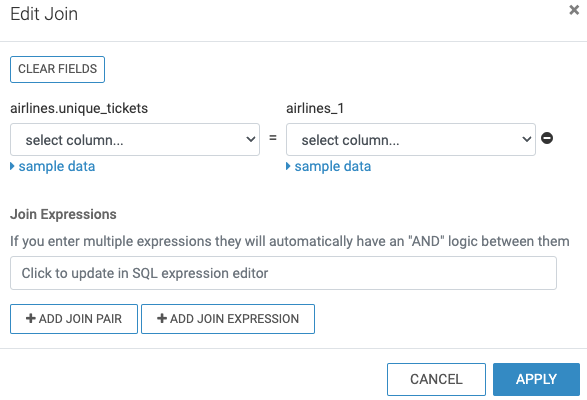 Edit Join
×
CLEAR FIELDS
airlines.unique_tickets airlines_1
select column... = select column...
sample data sample data
Join Expressions
If you enter multiple expressions they will automatically have an "AND" logic between them
Click to update in SQL expression editor
+ ADD JOIN PAIR + ADD JOIN EXPRESSION
CANCEL APPLY